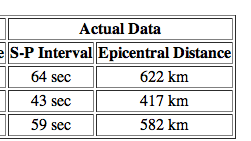 Actual Data
e S-P Interval Epicentral Distance
64 sec 622 km
43 sec 417 km
59 sec 582 km